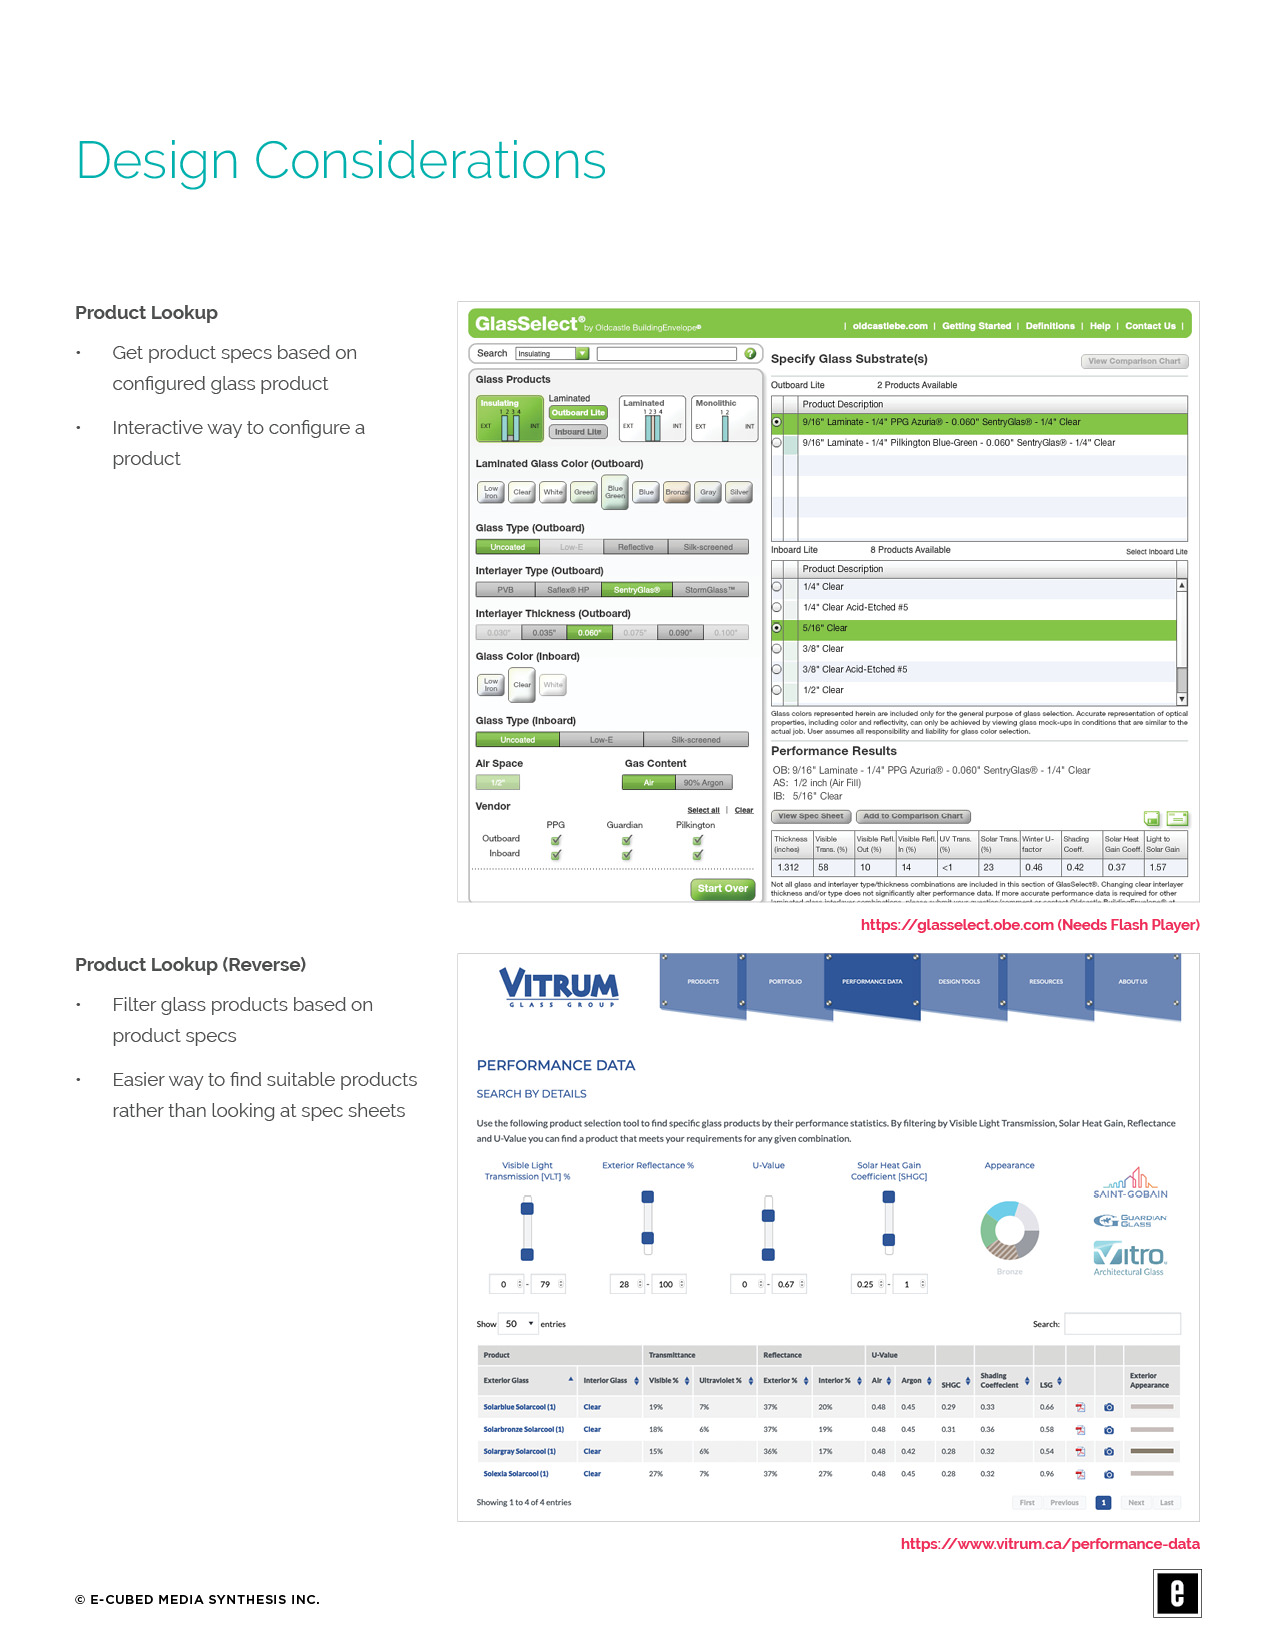 Design Considerations
Product Lookup
• Get product specs based on
configured glass product
• Interactive way to configure a
product
GlasSelect® by Oldcastle BuildingEnvelope®
| oldcastlebe.com | Getting Started | Definitions | Help | Contact Us |
Search Insulating ?
Glass Products
Insulating
1 2 3 4
EXT INT
Laminated
Outboard Lite
Inboard Lite
Laminated
1 2 3 4
EXT INT
Monolithic
1 2
EXT INT
Laminated Glass Color (Outboard)
Low Iron Clear White Green Blue Green Blue Bronze Gray Silver
Glass Type (Outboard)
Uncoated Low-E Reflective Silk-screened
Interlayer Type (Outboard)
PVB Saflex® HP SentryGlas® StormGlass™
Interlayer Thickness (Outboard)
0.030" 0.035" 0.060" 0.075" 0.090" 0.100"
Glass Color (Inboard)
Low Iron Clear White
Glass Type (Inboard)
Uncoated Low-E Silk-screened
Air Space Gas Content
1/2" Air 90% Argon
Vendor Select all | Clear
PPG Guardian Pilkington
Outboard
Inboard
Start Over
Specify Glass Substrate(s) View Comparison Chart
Outboard Lite 2 Products Available
Product Description
9/16" Laminate - 1/4" PPG Azuria® - 0.060" SentryGlas® - 1/4" Clear
9/16" Laminate - 1/4" Pilkington Blue-Green - 0.060" SentryGlas® - 1/4" Clear
Inboard Lite 8 Products Available Select Inboard Lite
Product Description
1/4" Clear
1/4" Clear Acid-Etched #5
5/16" Clear
3/8" Clear
3/8" Clear Acid-Etched #5
1/2" Clear
Glass colors represented herein are included only for the general purpose of glass selection. Accurate representation of optical
properties, including color and reflectivity, can only be achieved by viewing glass mock-ups in conditions that are similar to the
actual job. User assumes all responsibility and liability for glass color selection.
Performance Results
OB: 9/16" Laminate - 1/4" PPG Azuria® - 0.060" SentryGlas® - 1/4" Clear
AS: 1/2 inch (Air Fill)
IB: 5/16" Clear
View Spec Sheet Add to Comparison Chart
Thickness (inches) Visible Trans. (%) Visible Refl. Out (%) Visible Refl. In (%) UV Trans. (%) Solar Trans. (%) Winter U-factor Shading Coeff. Solar Heat Gain Coeff. Light to Solar Gain
1.312 58 10 14 <1 23 0.46 0.42 0.37 1.57
Not all glass and interlayer type/thickness combinations are included in this section of GlasSelect®. Changing clear interlayer
thickness and/or type does not significantly alter performance data. If more accurate performance data is required for other
https://glasselect.obe.com (Needs Flash Player)
Product Lookup (Reverse)
• Filter glass products based on
product specs
• Easier way to find suitable products
rather than looking at spec sheets
VITRUM
GLASS GROUP
PRODUCTS PORTFOLIO PERFORMANCE DATA DESIGN TOOLS RESOURCES ABOUT US
PERFORMANCE DATA
SEARCH BY DETAILS
Use the following product selection tool to find specific glass products by their performance statistics. By filtering by Visible Light Transmission, Solar Heat Gain, Reflectance
and U-Value you can find a product that meets your requirements for any given combination.
Visible Light Transmission [VLT] % Exterior Reflectance % U-Value Solar Heat Gain Coefficient [SHGC] Appearance
SAINT-GOBAIN
GUARDIAN GLASS
Vitro
Architectural Glass
Bronze
0 - 79 28 - 100 0 - 0.67 0.25 - 1
Show 50 entries Search:
Product Transmittance Reflectance U-Value
Exterior Glass Interior Glass Visible % Ultraviolet % Exterior % Interior % Air Argon SHGC Shading Coeffecient LSG Exterior Appearance
Solarblue Solarcool (1) Clear 19% 7% 37% 20% 0.48 0.45 0.29 0.33 0.66
Solarbronze Solarcool (1) Clear 18% 6% 37% 19% 0.48 0.45 0.31 0.36 0.58
Solargray Solarcool (1) Clear 15% 6% 36% 17% 0.48 0.42 0.28 0.32 0.54
Solexia Solarcool (1) Clear 27% 7% 37% 27% 0.48 0.45 0.28 0.32 0.96
Showing 1 to 4 of 4 entries First Previous 1 Next Last
https://www.vitrum.ca/performance-data
© E-CUBED MEDIA SYNTHESIS INC.
e